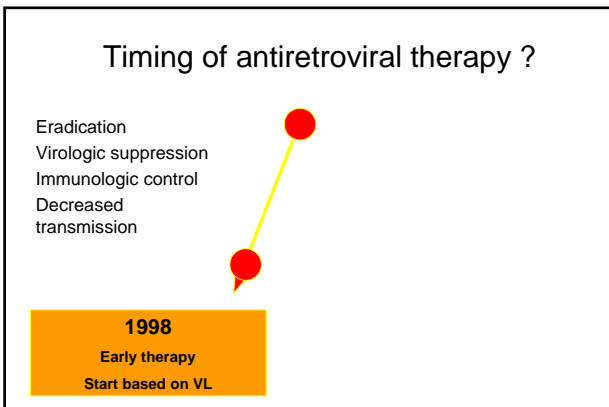 Timing of antiretroviral therapy ?
Eradication
Virologic suppression
Immunologic control
Decreased
transmission
1998
Early therapy
Start based on VL